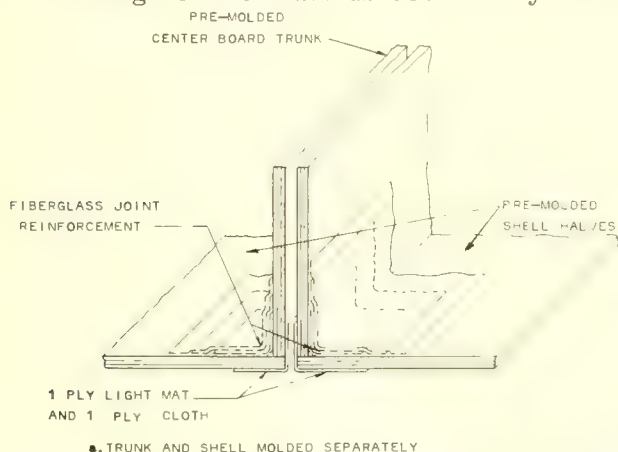 PRE-MOLDED
CENTER BOARD TRUNK
FIBERGLASS JOINT
REINFORCEMENT
PRE-MOLDED
SHELL HALVES
1 PLY LIGHT MAT
AND 1 PLY CLOTH
a. TRUNK AND SHELL MOLDED SEPARATELY